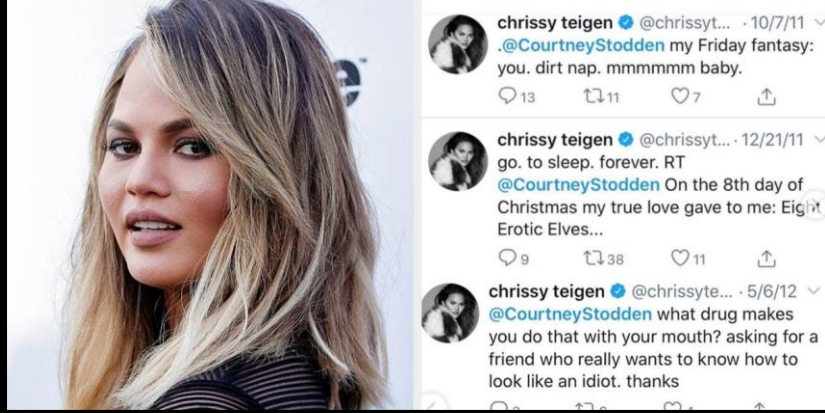 chrissy teigen @chrissyt... · 10/7/11
.@CourtneyStodden my Friday fantasy:
you. dirt nap. mmmmmm baby.
13 11 7
chrissy teigen @chrissyt... · 12/21/11
go. to sleep. forever. RT
@CourtneyStodden On the 8th day of
Christmas my true love gave to me: Eight
Erotic Elves...
9 38 11
chrissy teigen @chrissyte... · 5/6/12
@CourtneyStodden what drug makes
you do that with your mouth? asking for a
friend who really wants to know how to
look like an idiot. thanks